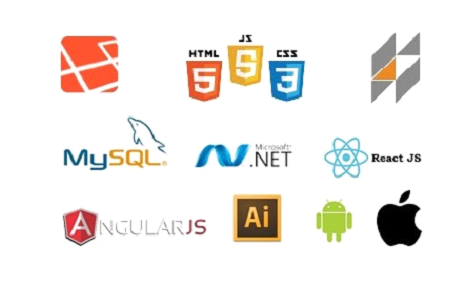 JS
HTML
CSS
5
5
3
MySQL®
Microsoft®
.NET
React JS
ANGULARJS
Ai